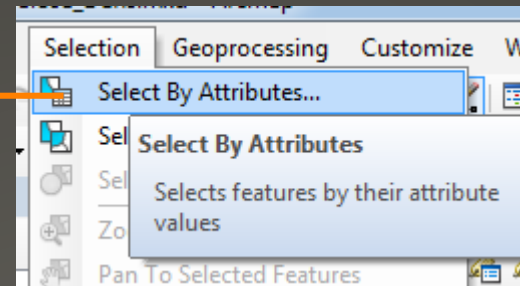 Selection Geoprocessing Customize
Select By Attributes...
Select By Attributes
Selects features by their attribute
values
Pan To Selected Features